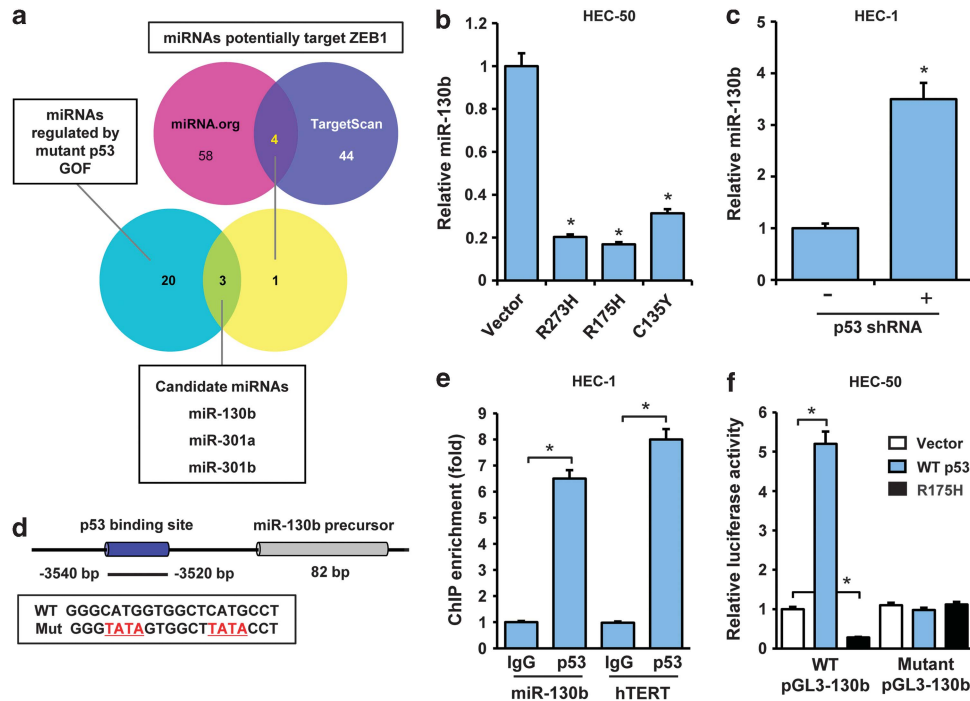 a
miRNAs potentially target ZEB1
miRNAs
regulated by
mutant p53
GOF
miRNA.org
58
4
TargetScan
44
20
3
1
Candidate miRNAs
miR-130b
miR-301a
miR-301b
b
HEC-50
Relative miR-130b
1.2
1
0.8
0.6
0.4
0.2
0
*
*
*
Vector
R273H
R175H
C135Y
c
HEC-1
Relative miR-130b
5
4
3
2
1
0
*
-
+
p53 shRNA
d
p53 binding site
miR-130b precursor
-3540 bp
-3520 bp
82 bp
WT GGGCATGGTGGCTCATGCCT
Mut GGGTATAGTGGCTTATACCT
e
HEC-1
ChIP enrichment (fold)
9
8
7
6
5
4
3
2
1
0
*
*
IgG p53 IgG p53
miR-130b hTERT
f
HEC-50
Relative luciferase activity
6
5
4
3
2
1
0
*
*
Vector
WT p53
R175H
WT
pGL3-130b
Mutant
pGL3-130b